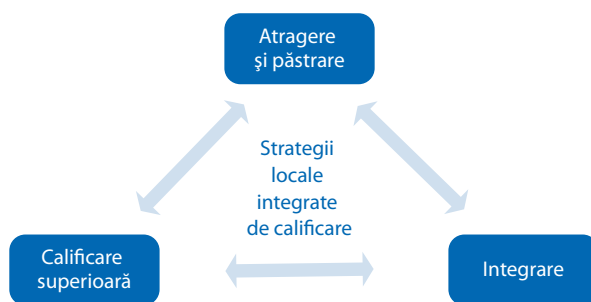 Atragere
şi păstrare
Strategii
locale
integrate
de calificare
Calificare
superioară
Integrare